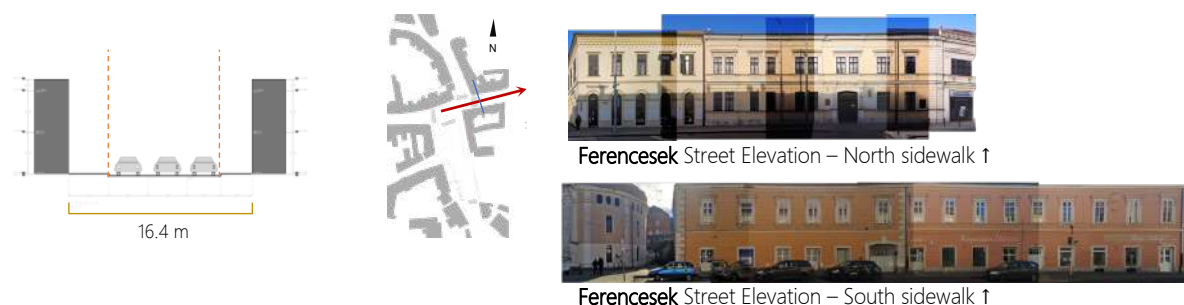 16.4 m
N
Ferencesek Street Elevation – North sidewalk ↑
Ferencesek Street Elevation – South sidewalk ↑